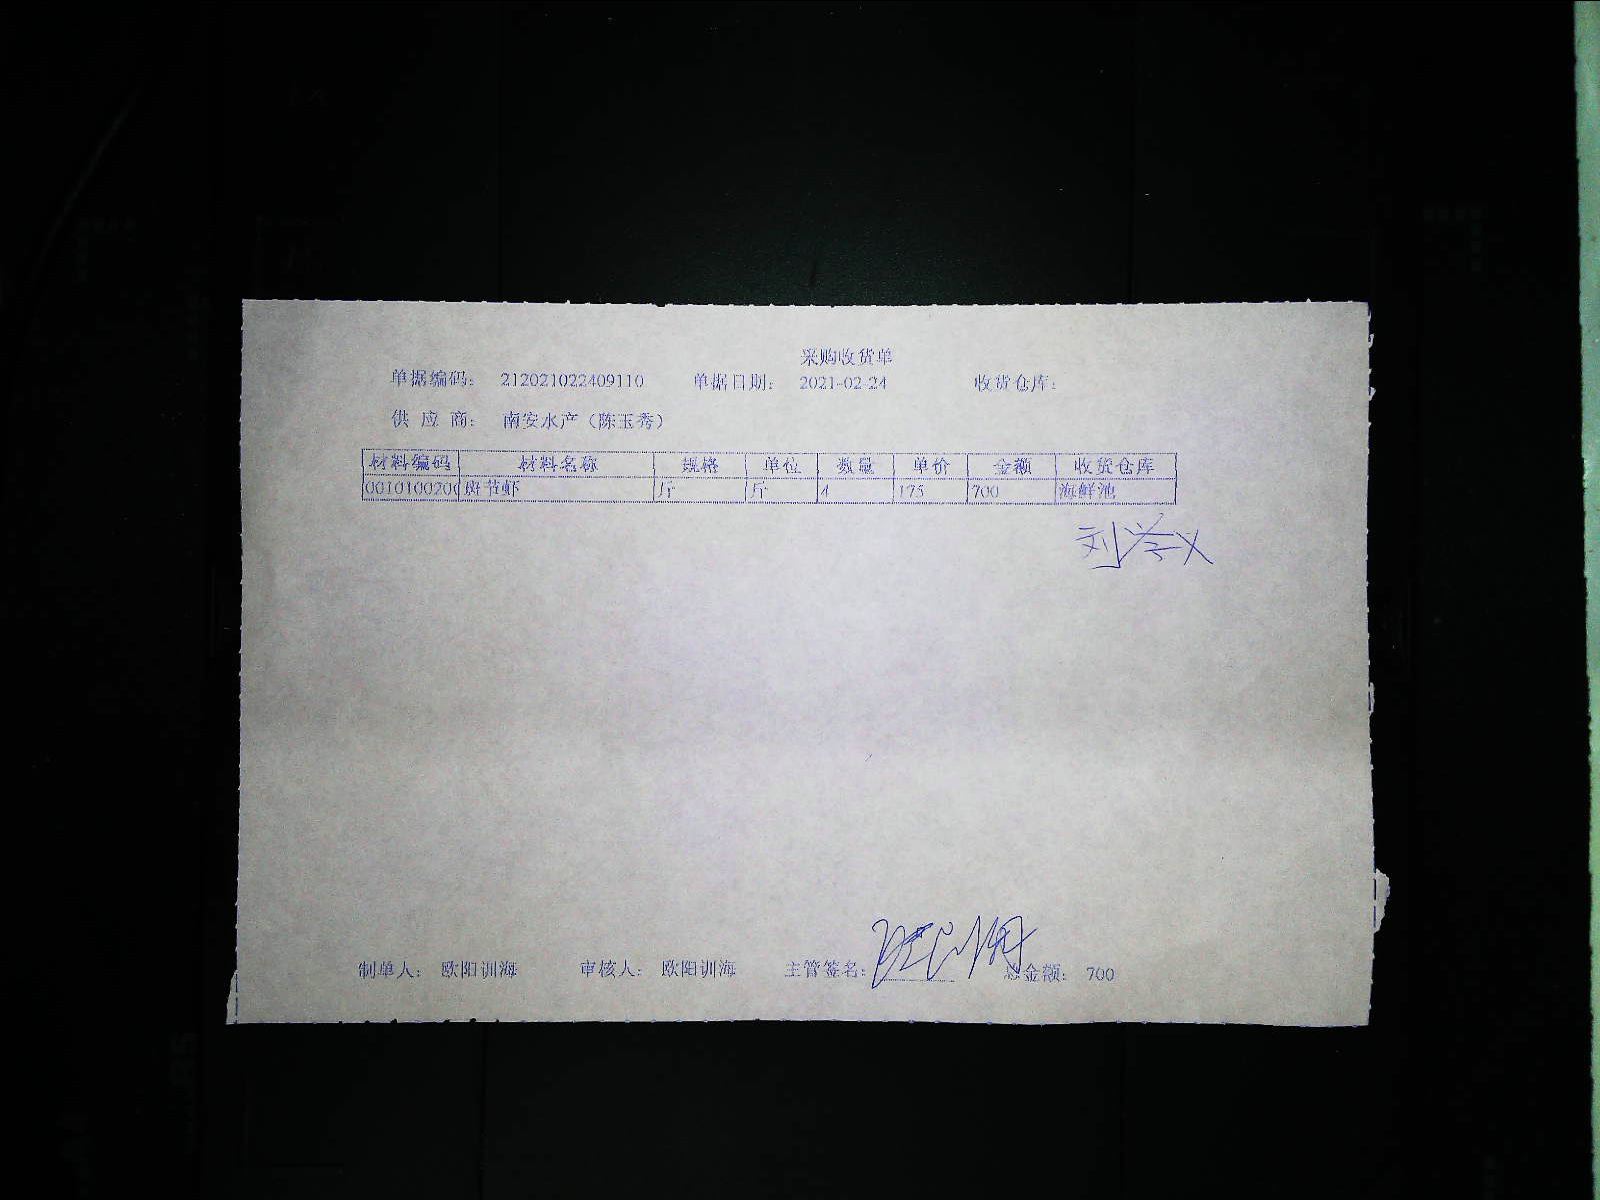 采购收货单
单据编码: 212021022409110 单据日期: 2021-02-24 收货仓库:
供 应 商: 南安水产（陈玉秀）
材料编码 材料名称 规格 单位 数量 单价 金额 收货仓库
0010100200 斑节虾 斤 斤 4 175 700 海鲜池
制单人: 欧阳训海 审核人: 欧阳训海 主管签名: 总金额: 700